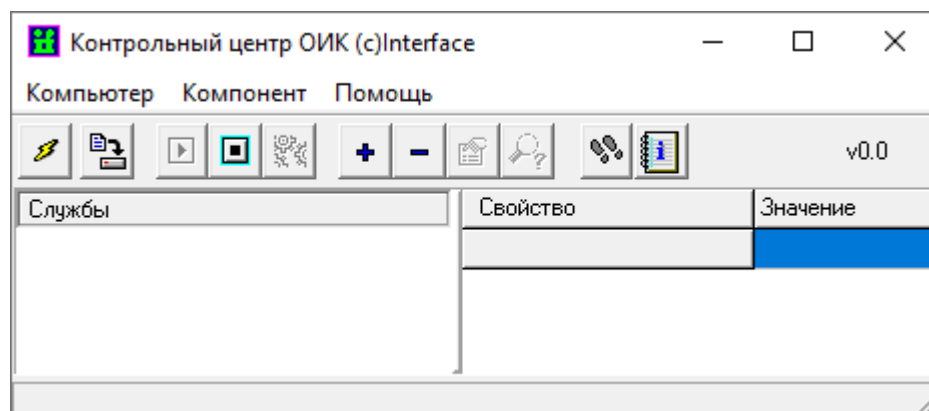 Контрольный центр ОИК (c)Interface
Компьютер Компонент Помощь
v0.0
Службы Свойство Значение